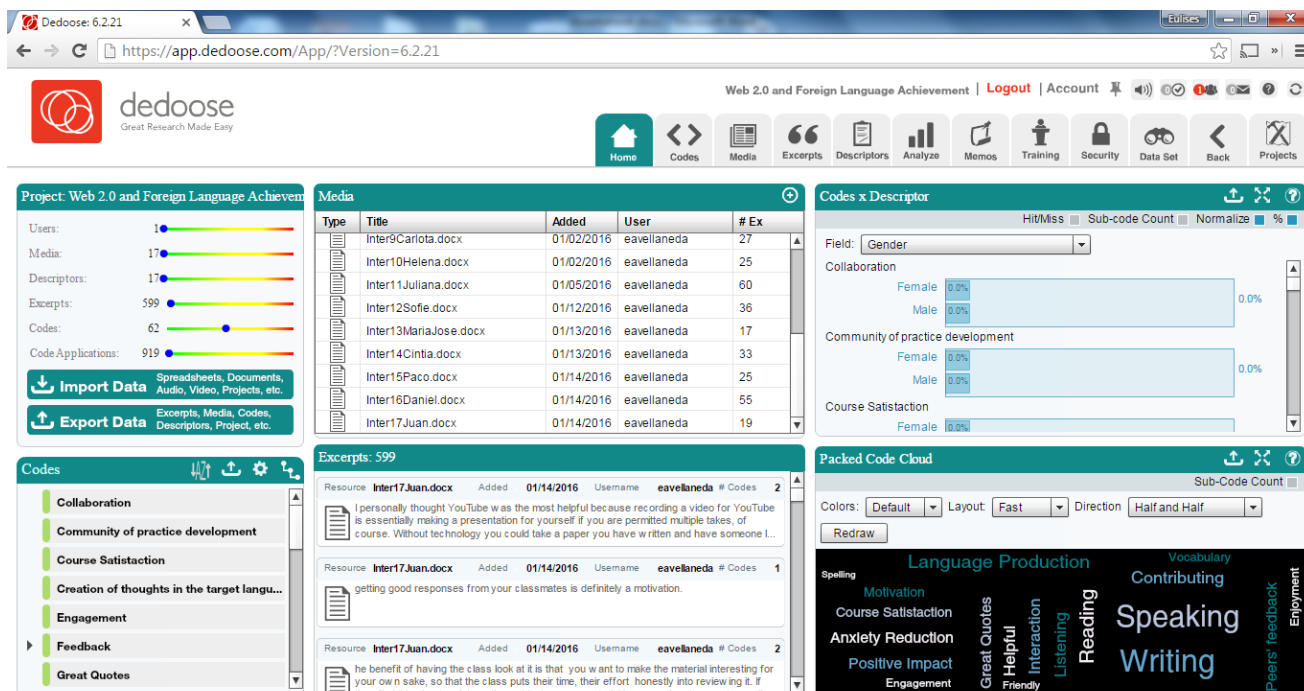 Dedoose: 6.2.21
Eulises
https://app.dedoose.com/App/?Version=6.2.21
dedoose
Great Research Made Easy
Web 2.0 and Foreign Language Achievement | Logout | Account
Home
Codes
Media
Excerpts
Descriptors
Analyze
Memos
Training
Security
Data Set
Back
Projects
Project: Web 2.0 and Foreign Language Achievem
Users: 1
Media: 17
Descriptors: 17
Excerpts: 599
Codes: 62
Code Applications: 919
Import Data Spreadsheets, Documents,
Audio, Video, Projects, etc.
Export Data Excerpts, Media, Codes,
Descriptors, Project, etc.
Codes
Collaboration
Community of practice development
Course Satistaction
Creation of thoughts in the target langu...
Engagement
Feedback
Great Quotes
Media
Type Title Added User # Ex
Inter9Carlota.docx 01/02/2016 eavellaneda 27
Inter10Helena.docx 01/02/2016 eavellaneda 25
Inter11Juliana.docx 01/05/2016 eavellaneda 60
Inter12Sofie.docx 01/12/2016 eavellaneda 36
Inter13MariaJose.docx 01/13/2016 eavellaneda 17
Inter14Cintia.docx 01/13/2016 eavellaneda 33
Inter15Paco.docx 01/14/2016 eavellaneda 25
Inter16Daniel.docx 01/14/2016 eavellaneda 55
Inter17Juan.docx 01/14/2016 eavellaneda 19
Excerpts: 599
Resource Inter17Juan.docx Added 01/14/2016 Username eavellaneda # Codes 2
I personally thought YouTube was the most helpful because recording a video for YouTube
is essentially making a presentation for yourself if you are permitted multiple takes, of
course. Without technology you could take a paper you have written and have someone l...
Resource Inter17Juan.docx Added 01/14/2016 Username eavellaneda # Codes 1
getting good responses from your classmates is definitely a motivation.
Resource Inter17Juan.docx Added 01/14/2016 Username eavellaneda # Codes 2
he benefit of having the class look at it is that you want to make the material interesting for
your own sake, so that the class puts their time, their effort honestly into reviewing it. If
Codes x Descriptor
Hit/Miss Sub-code Count Normalize %
Field: Gender
Collaboration
Female 0.0%
Male 0.0%
0.0%
Community of practice development
Female 0.0%
Male 0.0%
0.0%
Course Satistaction
Female 0.0%
Packed Code Cloud
Sub-Code Count
Colors: Default Layout: Fast Direction Half and Half
Redraw
Language Production
Vocabulary
Spelling
Contributing
Motivation
Course Satistaction
Speaking
Anxlety Reduction
Positive Impact
Writing
Engagement
Great Quotes
Helpful
Friendly
Interaction
Listening
Reading
Peers' feedback
Enjoyment